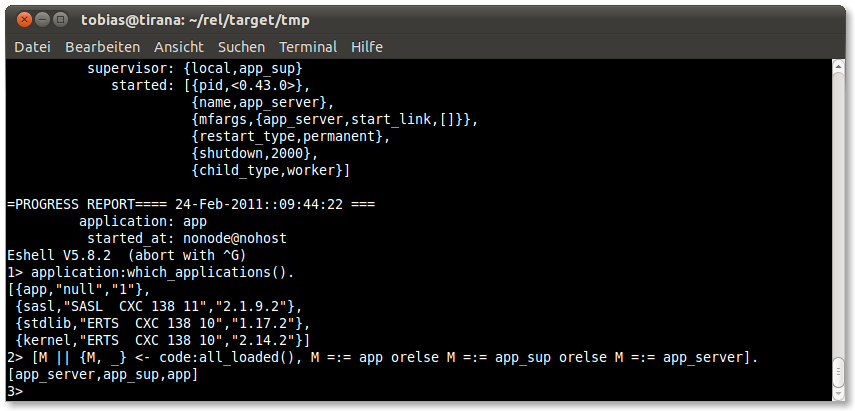 tobias@tirana: ~/rel/target/tmp
Datei Bearbeiten Ansicht Suchen Terminal Hilfe
supervisor: {local,app_sup}
started: [{pid,<0.43.0>},
{name,app_server},
{mfargs,{app_server,start_link,[]}},
{restart_type,permanent},
{shutdown,2000},
{child_type,worker}]
=PROGRESS REPORT==== 24-Feb-2011::09:44:22 ===
application: app
started_at: nonode@nohost
Eshell V5.8.2  (abort with ^G)
1> application:which_applications().
[{app,"null","1"},
{sasl,"SASL  CXC 138 11","2.1.9.2"},
{stdlib,"ERTS  CXC 138 10","1.17.2"},
{kernel,"ERTS  CXC 138 10","2.14.2"}]
2> [M || {M, _} <- code:all_loaded(), M =:= app orelse M =:= app_sup orelse M =:= app_server].
[app_server,app_sup,app]
3>